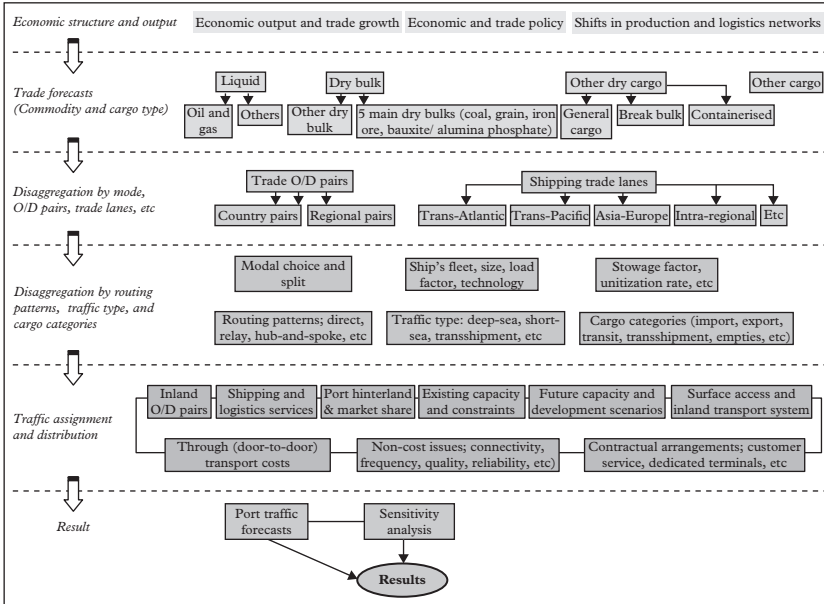 Economic structure and output
Economic output and trade growth
Economic and trade policy
Shifts in production and logistics networks
Trade forecasts
(Commodity and cargo type)
Liquid
Dry bulk
Other dry cargo
Other cargo
Oil and
gas
Others
Other dry
bulk
5 main dry bulks (coal, grain, iron
ore, bauxite/ alumina phosphate)
General
cargo
Break bulk
Containerised
Disaggregation by mode,
O/D pairs, trade lanes, etc
Trade O/D pairs
Shipping trade lanes
Country pairs
Regional pairs
Trans-Atlantic
Trans-Pacific
Asia-Europe
Intra-regional
Etc
Disaggregation by routing
patterns, traffic type, and
cargo categories
Modal choice and
split
Ship's fleet, size, load
factor, technology
Stowage factor,
unitization rate, etc
Routing patterns; direct,
relay, hub-and-spoke, etc
Traffic type: deep-sea, short-
sea, transshipment, etc
Cargo categories (import, export,
transit, transshipment, empties, etc)
Traffic assignment
and distribution
Inland
O/D pairs
Shipping and
logistics services
Port hinterland
& market share
Existing capacity
and constraints
Future capacity and
development scenarios
Surface access and
inland transport system
Through (door-to-door)
transport costs
Non-cost issues; connectivity,
frequency, quality, reliability, etc)
Contractual arrangements; customer
service, dedicated terminals, etc
Result
Port traffic
forecasts
Sensitivity
analysis
Results